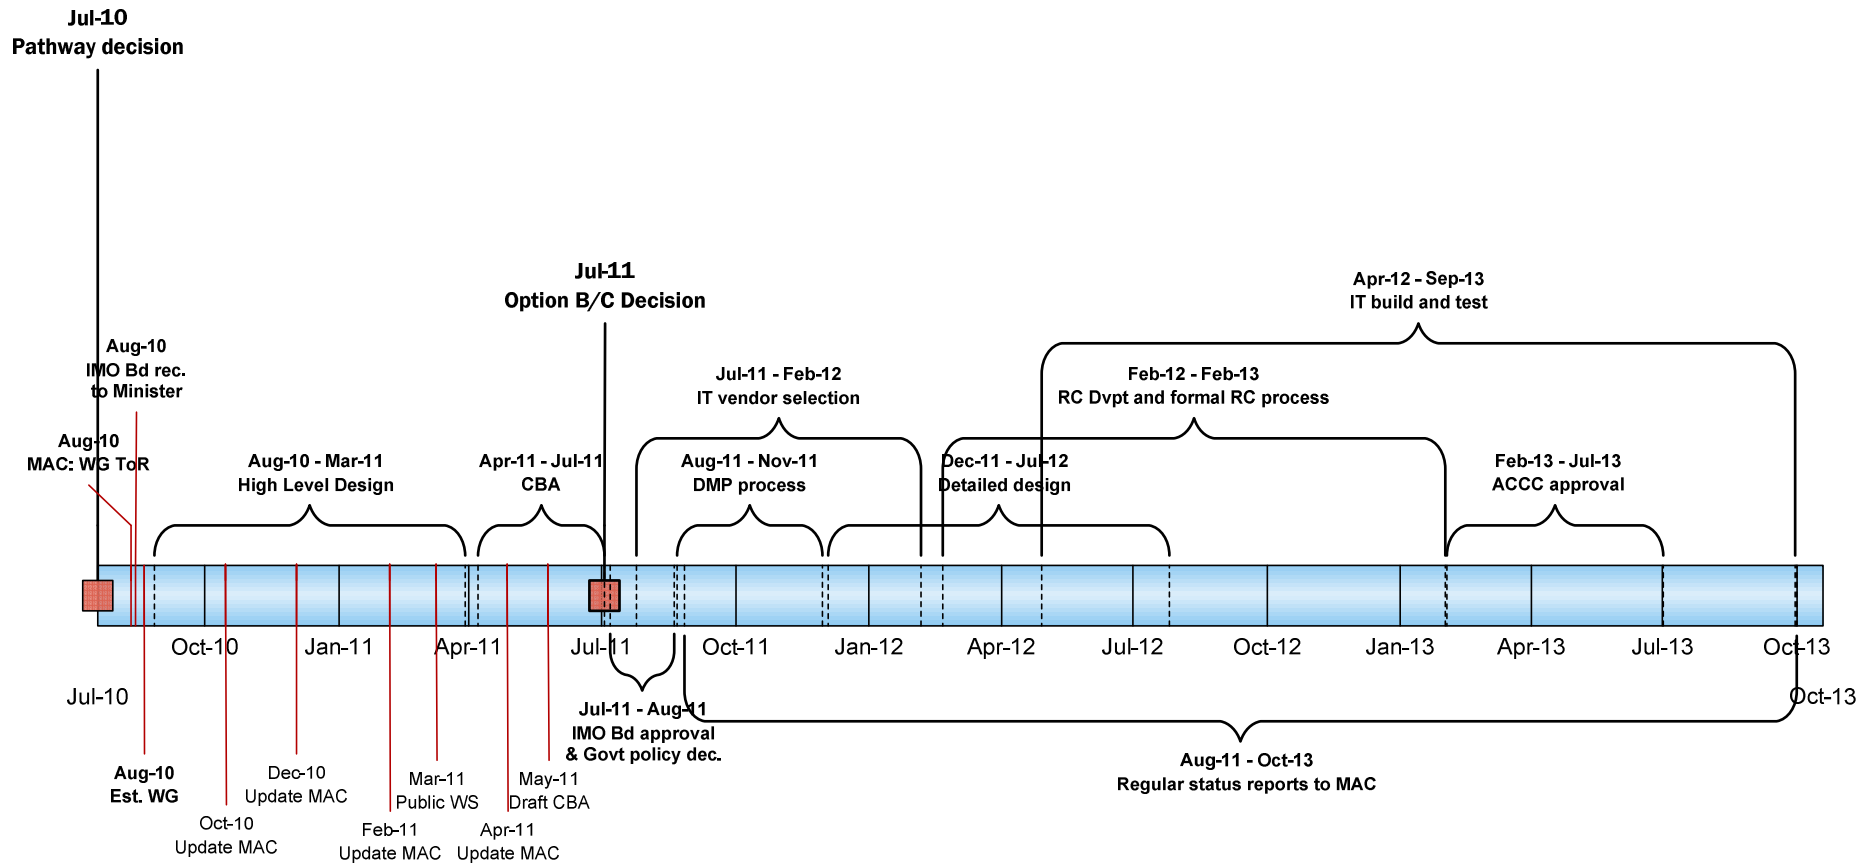 Jul-10
Pathway decision
Jul-11
Option B/C Decision
Apr-12 - Sep-13
IT build and test
Aug-10
IMO Bd rec.
to Minister
Jul-11 - Feb-12
IT vendor selection
Feb-12 - Feb-13
RC Dvpt and formal RC process
Aug-10
MAC: WG ToR
Aug-10 - Mar-11
High Level Design
Apr-11 - Jul-11
CBA
Aug-11 - Nov-11
DMP process
Dec-11 - Jul-12
Detailed design
Feb-13 - Jul-13
ACCC approval
Oct-10
Jan-11
Apr-11
Jul-11
Oct-11
Jan-12
Apr-12
Jul-12
Oct-12
Jan-13
Apr-13
Jul-13
Oct-13
Jul-10
Oct-13
Jul-11 - Aug-11
IMO Bd approval
& Govt policy dec.
Aug-11 - Oct-13
Regular status reports to MAC
Aug-10
Est. WG
Dec-10
Update MAC
Mar-11
Public WS
May-11
Draft CBA
Oct-10
Update MAC
Feb-11
Update MAC
Apr-11
Update MAC